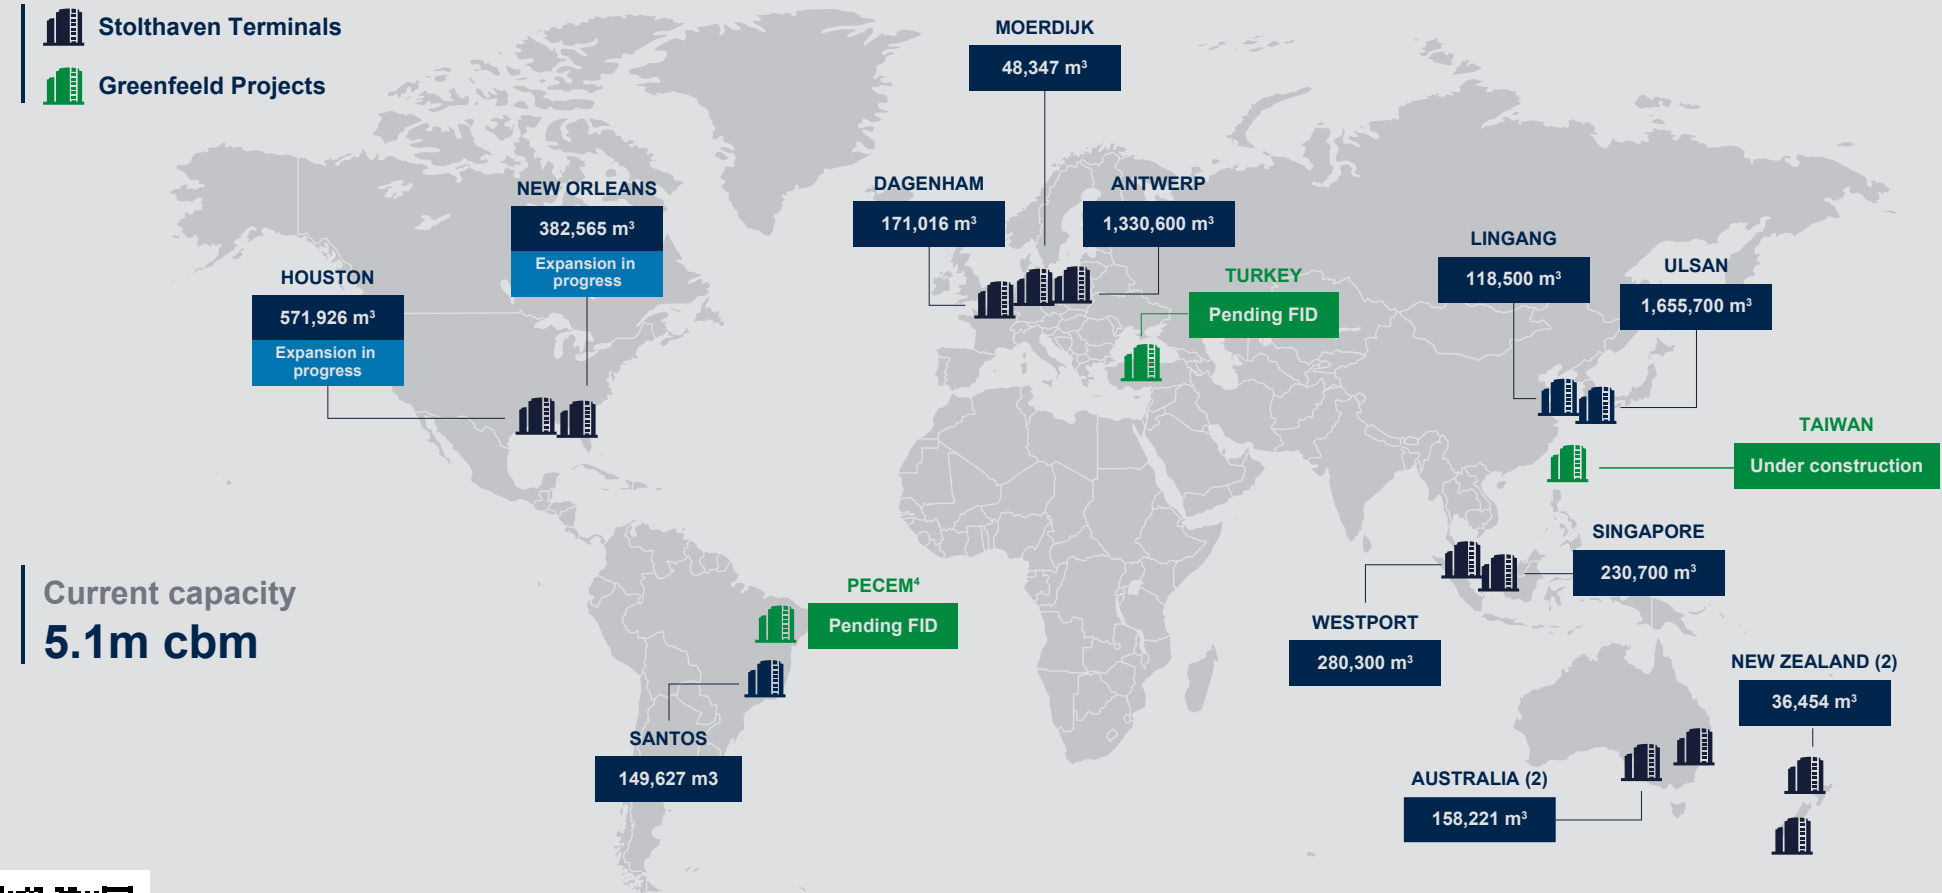 Stolthaven Terminals
Greenfeeld Projects
MOERDIJK
48,347 m³
NEW ORLEANS
382,565 m³
Expansion in
progress
DAGENHAM
171,016 m³
ANTWERP
1,330,600 m³
HOUSTON
571,926 m³
Expansion in
progress
TURKEY
Pending FID
LINGANG
118,500 m³
ULSAN
1,655,700 m³
TAIWAN
Under construction
SINGAPORE
230,700 m³
WESTPORT
280,300 m³
Current capacity
5.1m cbm
PECEM⁴
Pending FID
SANTOS
149,627 m3
NEW ZEALAND (2)
36,454 m³
AUSTRALIA (2)
158,221 m³